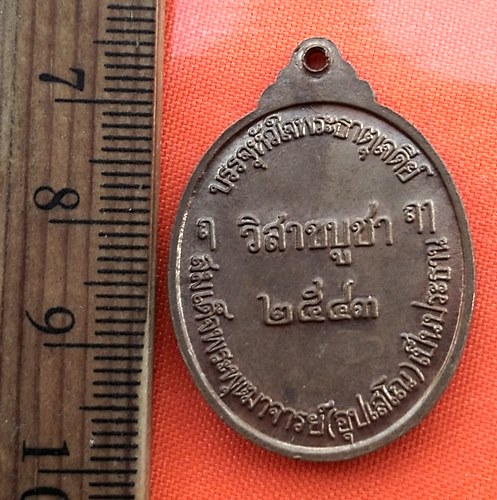 บรรจุหัวใจพระธาตุเจดีย์
ฦ วิสาขบูชา ฦๅ
๒๕๔๓
สมเด็จพระพุฒาจารย์(อุปเสโณ)เป็นประธาน
7
8
9
10